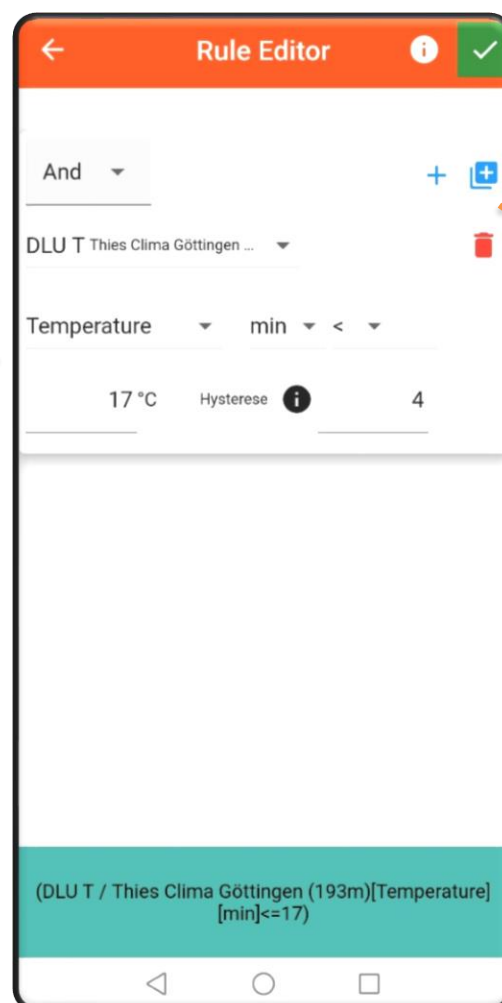 Rule Editor
And
DLU T Thies Clima Göttingen ...
Temperature min <
17 °C Hysterese i 4
(DLU T / Thies Clima Göttingen (193m)[Temperature]
[min]<=17)